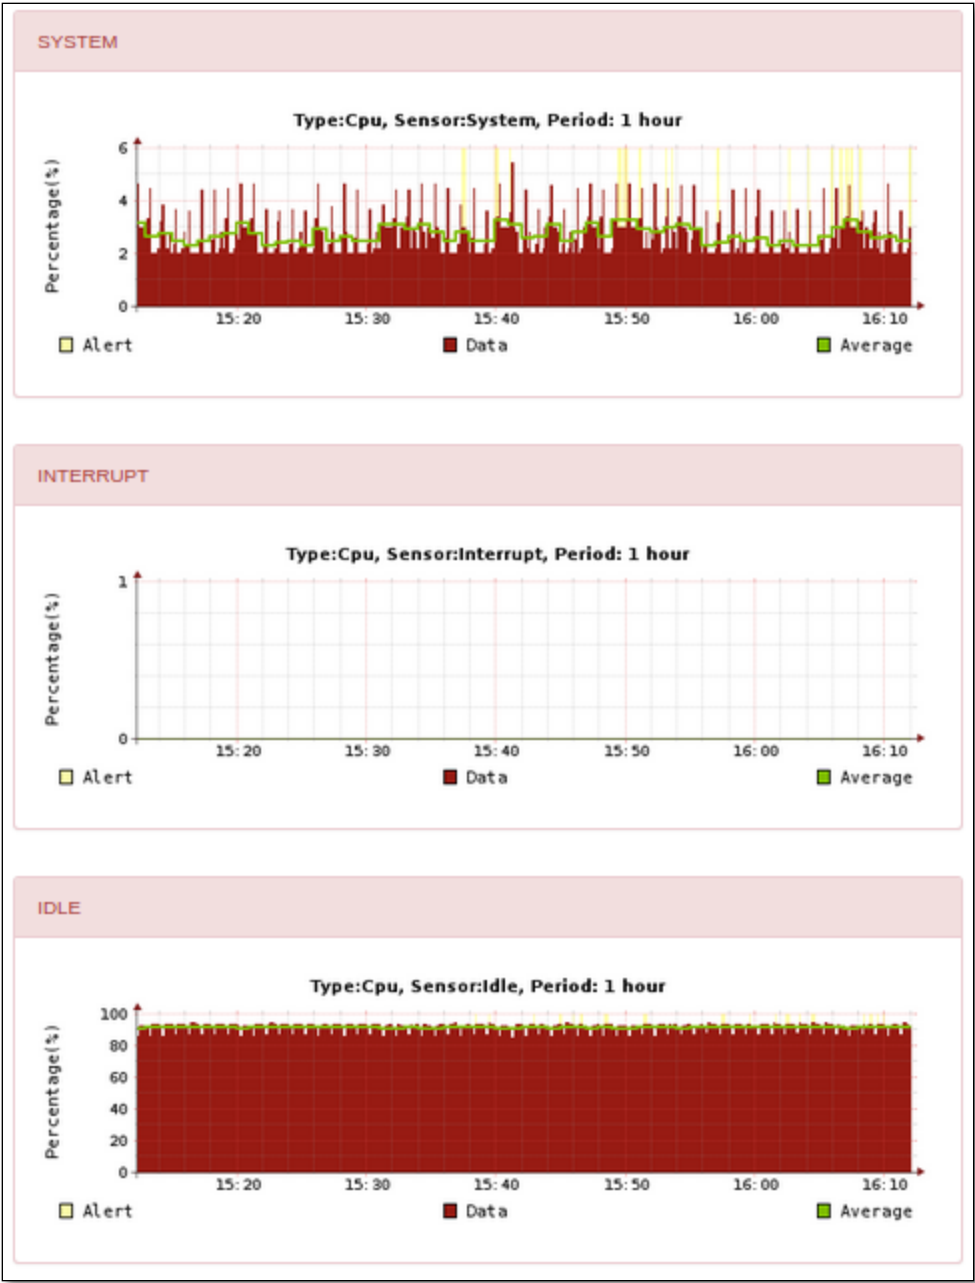 SYSTEM
Type:Cpu, Sensor:System, Period: 1 hour
Percentage(%)
6
4
2
0
15:20 15:30 15:40 15:50 16:00 16:10
Alert Data Average
INTERRUPT
Type:Cpu, Sensor:Interrupt, Period: 1 hour
Percentage(%)
1
0
15:20 15:30 15:40 15:50 16:00 16:10
Alert Data Average
IDLE
Type:Cpu, Sensor:Idle, Period: 1 hour
Percentage(%)
100
80
60
40
20
0
15:20 15:30 15:40 15:50 16:00 16:10
Alert Data Average